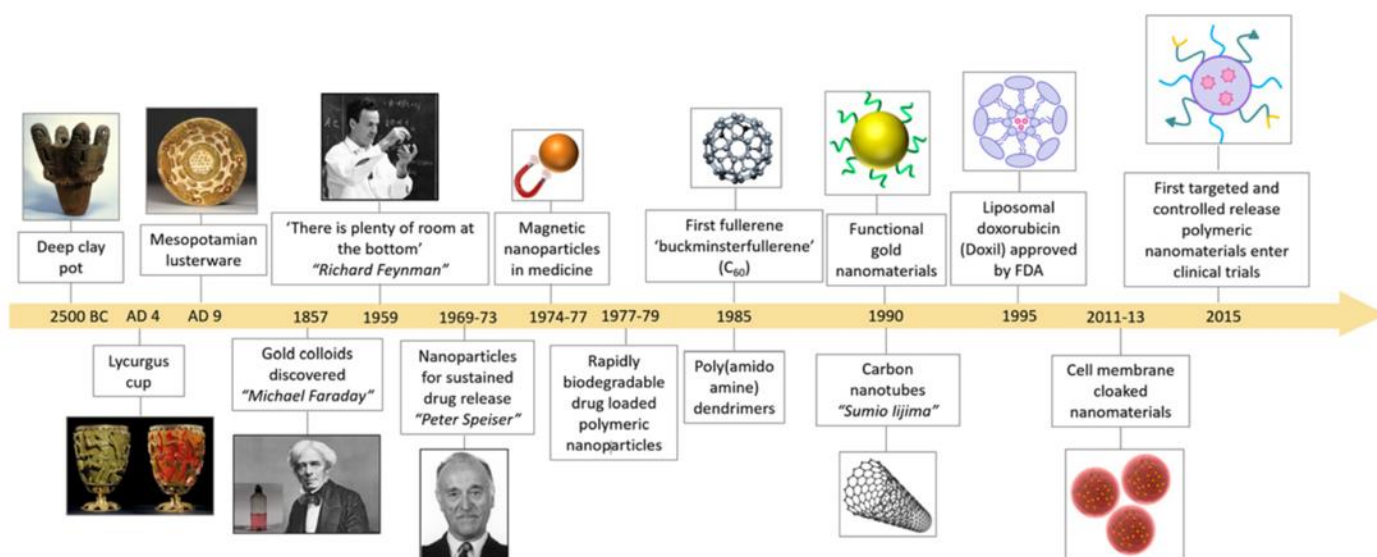 Deep clay
pot
Mesopotamian
lusterware
‘There is plenty of room at
the bottom’
“Richard Feynman”
Magnetic
nanoparticles
in medicine
First fullerene
‘buckminsterfullerene’
(C₆₀)
Functional
gold
nanomaterials
Liposomal
doxorubicin
(Doxil) approved
by FDA
First targeted and
controlled release
polymeric
nanomaterials enter
clinical trials
2500 BC AD 4 AD 9 1857 1959 1969-73 1974-77 1977-79 1985 1990 1995 2011-13 2015
Lycurgus
cup
Gold colloids
discovered
“Michael Faraday”
Nanoparticles
for sustained
drug release
“Peter Speiser”
Rapidly
biodegradable
drug loaded
polymeric
nanoparticles
Poly(amido
amine)
dendrimers
Carbon
nanotubes
“Sumio Iijima”
Cell membrane
cloaked
nanomaterials